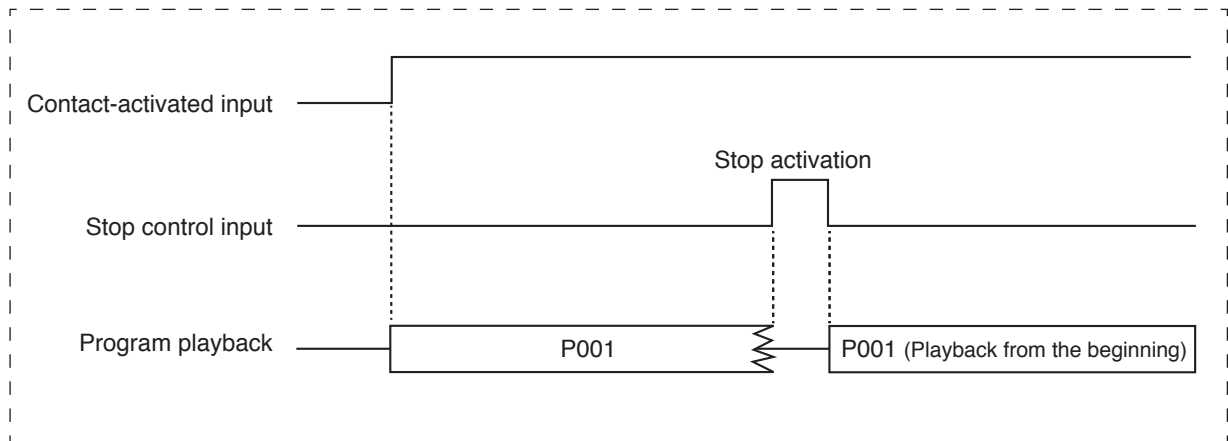 Contact-activated input
Stop activation
Stop control input
Program playback
P001
P001 (Playback from the beginning)